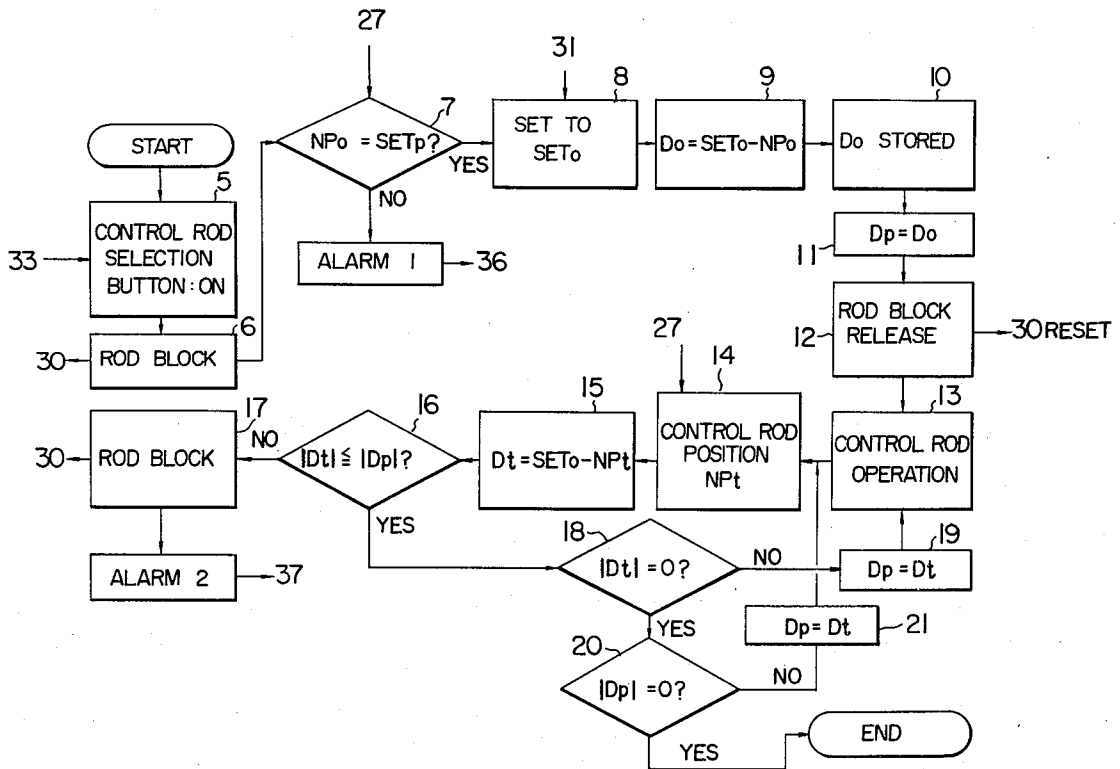 27
31
START
7
NPo = SETp?
YES
NO
8
SET TO
SETo
9
Do = SETo-NPo
10
Do STORED
5
CONTROL ROD
SELECTION
BUTTON : ON
33
ALARM 1
36
11
Dp = Do
6
30
ROD BLOCK
12
ROD BLOCK
RELEASE
30 RESET
27
14
CONTROL ROD
POSITION
NPt
13
CONTROL ROD
OPERATION
15
Dt = SETo-NPt
16
|Dt| ≦ |Dp|?
NO
YES
17
30
ROD BLOCK
ALARM 2
37
18
|Dt| = 0?
NO
YES
19
Dp = Dt
Dp = Dt
21
20
|Dp| = 0?
NO
YES
END